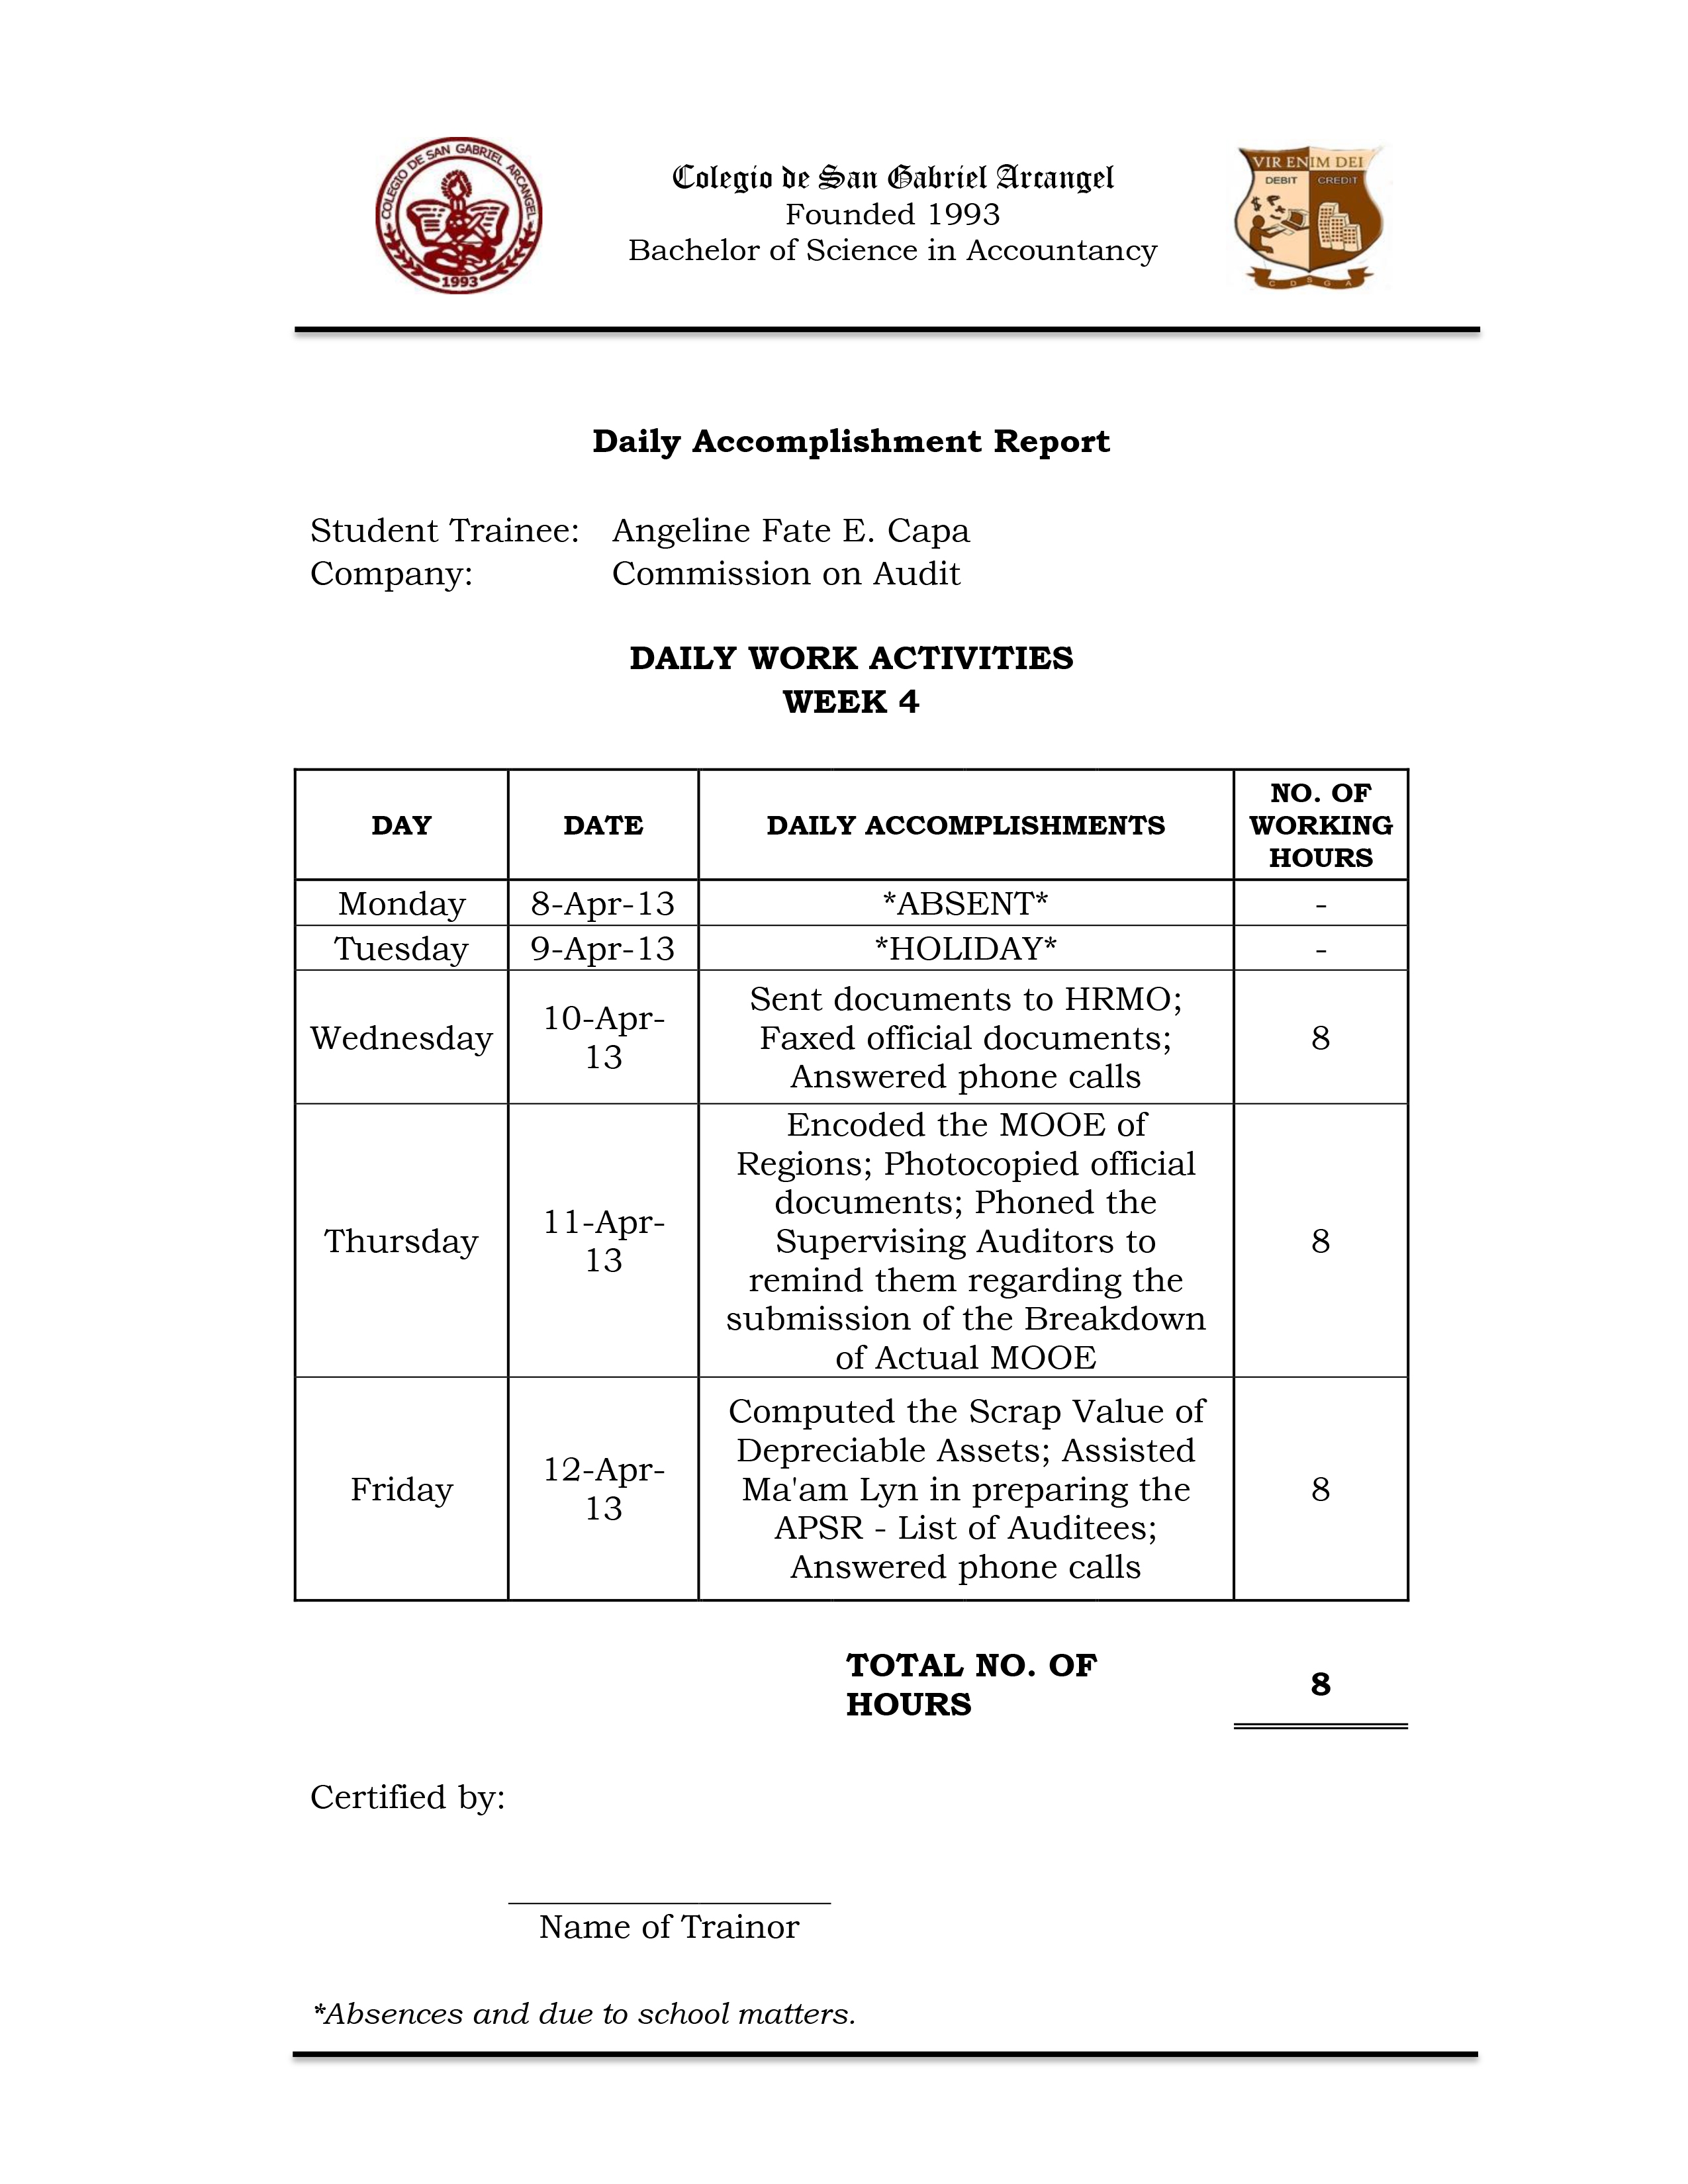 COLEGIO DE SAN GABRIEL ARCANGEL
1993
Colegio de San Gabriel Arcangel
Founded 1993
Bachelor of Science in Accountancy
VIR ENIM DEI
DEBIT CREDIT
C D S G A
Daily Accomplishment Report
Student Trainee: Angeline Fate E. Capa
Company: Commission on Audit
DAILY WORK ACTIVITIES
WEEK 4
DAY DATE DAILY ACCOMPLISHMENTS NO. OF WORKING HOURS
Monday 8-Apr-13 *ABSENT* -
Tuesday 9-Apr-13 *HOLIDAY* -
Wednesday
10-Apr-
13
Sent documents to HRMO;
Faxed official documents;
Answered phone calls
8
Thursday
11-Apr-
13
Encoded the MOOE of
Regions; Photocopied official
documents; Phoned the
Supervising Auditors to
remind them regarding the
submission of the Breakdown
of Actual MOOE
8
Friday
12-Apr-
13
Computed the Scrap Value of
Depreciable Assets; Assisted
Ma'am Lyn in preparing the
APSR - List of Auditees;
Answered phone calls
8
TOTAL NO. OF
HOURS
8
Certified by:
Name of Trainor
*Absences and due to school matters.